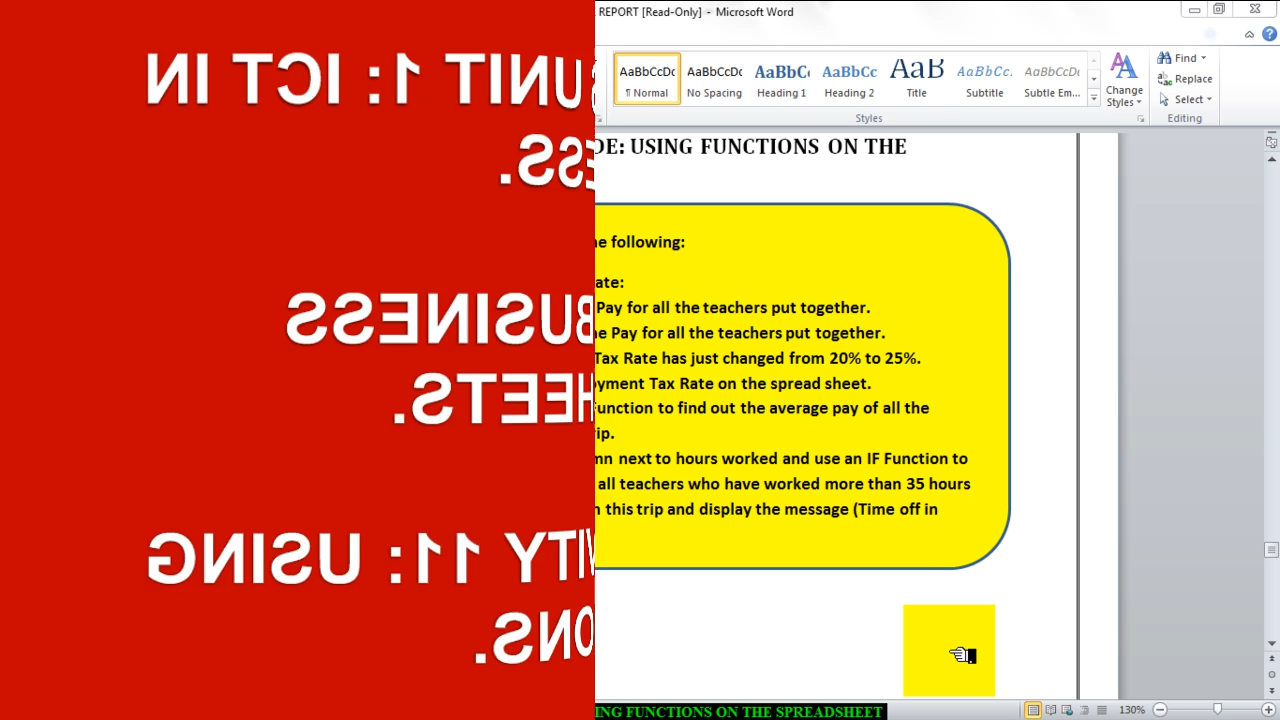 UNIT 1: ICT IN
SS.
BUSINESS
HEETS.
ITY 11: USING
ONS.
REPORT [Read-Only] - Microsoft Word
AaBbCcDc AaBbCcDc AaBbCc AaBbCc AaB AaBbCc. AaBbCcDc
¶ Normal No Spacing Heading 1 Heading 2 Title Subtitle Subtle Em...
Change
Styles
Find
Replace
Select
Styles
Editing
DE: USING FUNCTIONS ON THE
he following:
ate:
Pay for all the teachers put together.
me Pay for all the teachers put together.
Tax Rate has just changed from 20% to 25%.
oyment Tax Rate on the spread sheet.
Function to find out the average pay of all the
rip.
mn next to hours worked and use an IF Function to
all teachers who have worked more than 35 hours
n this trip and display the message (Time off in
ING FUNCTIONS ON THE SPREADSHEET
130%